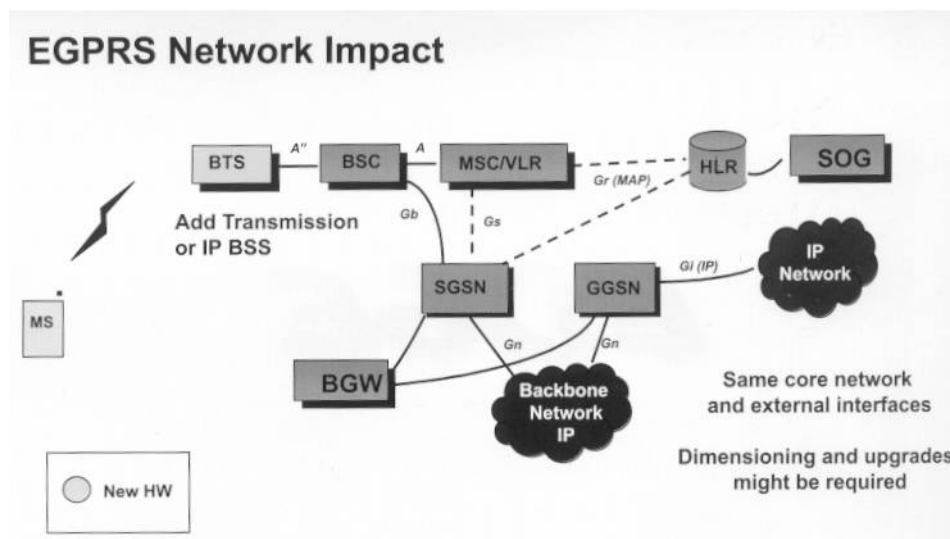 EGPRS Network Impact
BTS
A"
BSC
A
MSC/VLR
Gr (MAP)
HLR
SOG
Add Transmission
or IP BSS
Gb
Gs
SGSN
GGSN
Gi (IP)
IP
Network
MS
BGW
Gn
Gn
Backbone
Network
IP
Same core network
and external interfaces
Dimensioning and upgrades
might be required
New HW